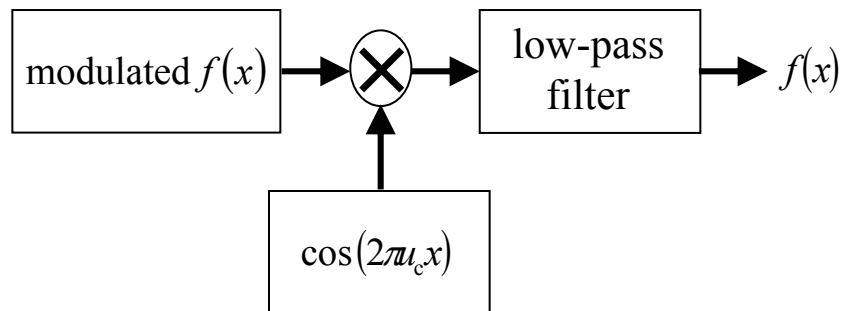 modulated f(x)
low-pass
filter
f(x)
cos(2πu_c x)